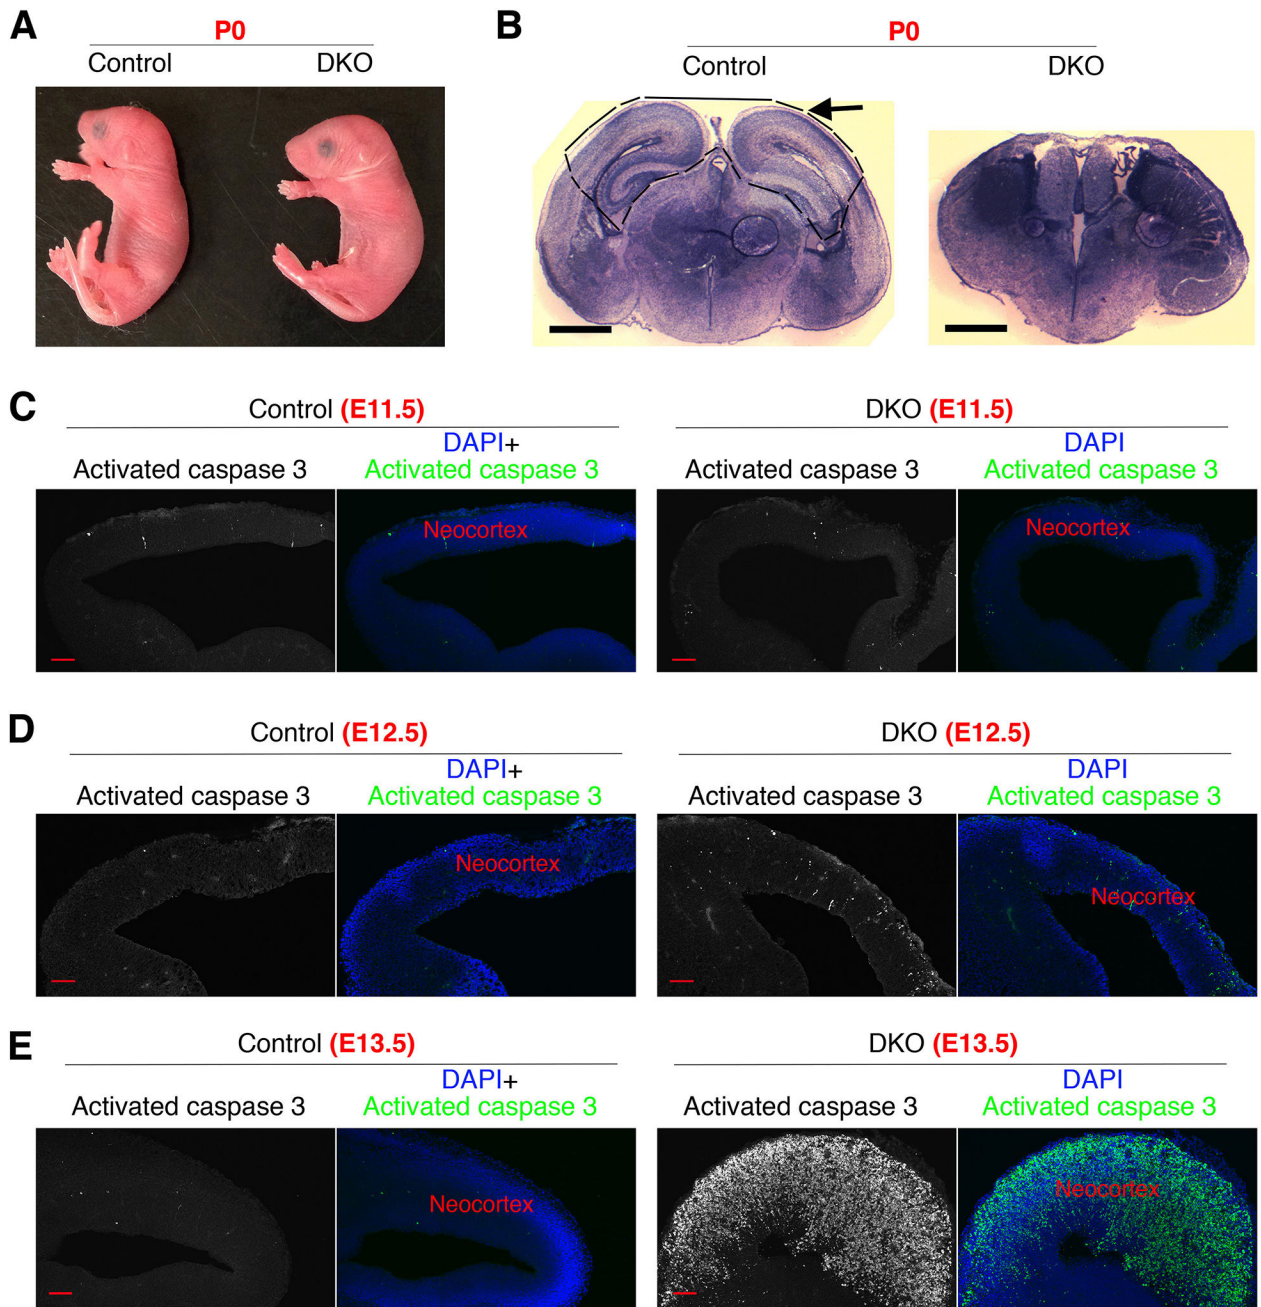 A
P0
Control DKO
B
P0
Control DKO
C
Control (E11.5)
DKO (E11.5)
DAPI+
Activated caspase 3 Activated caspase 3
DAPI
Activated caspase 3 Activated caspase 3
Neocortex
Neocortex
D
Control (E12.5)
DKO (E12.5)
DAPI+
Activated caspase 3 Activated caspase 3
DAPI
Activated caspase 3 Activated caspase 3
Neocortex
Neocortex
E
Control (E13.5)
DKO (E13.5)
DAPI+
Activated caspase 3 Activated caspase 3
DAPI
Activated caspase 3 Activated caspase 3
Neocortex
Neocortex